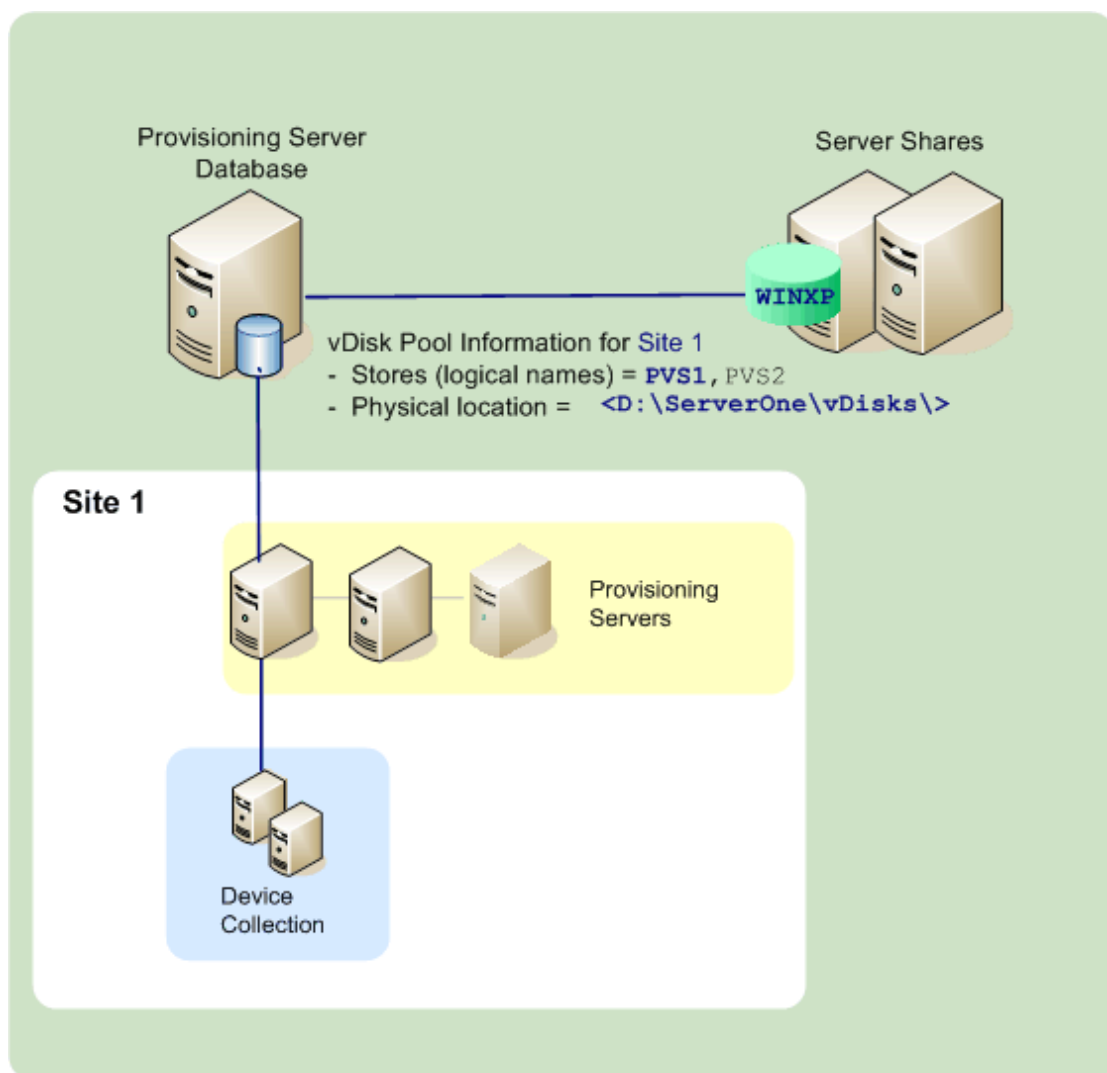 Provisioning Server
Database
Server Shares
WINXP
vDisk Pool Information for Site 1
- Stores (logical names) = PVS1, PVS2
- Physical location = <D:\ServerOne\vDisks\>
Site 1
Provisioning
Servers
Device
Collection